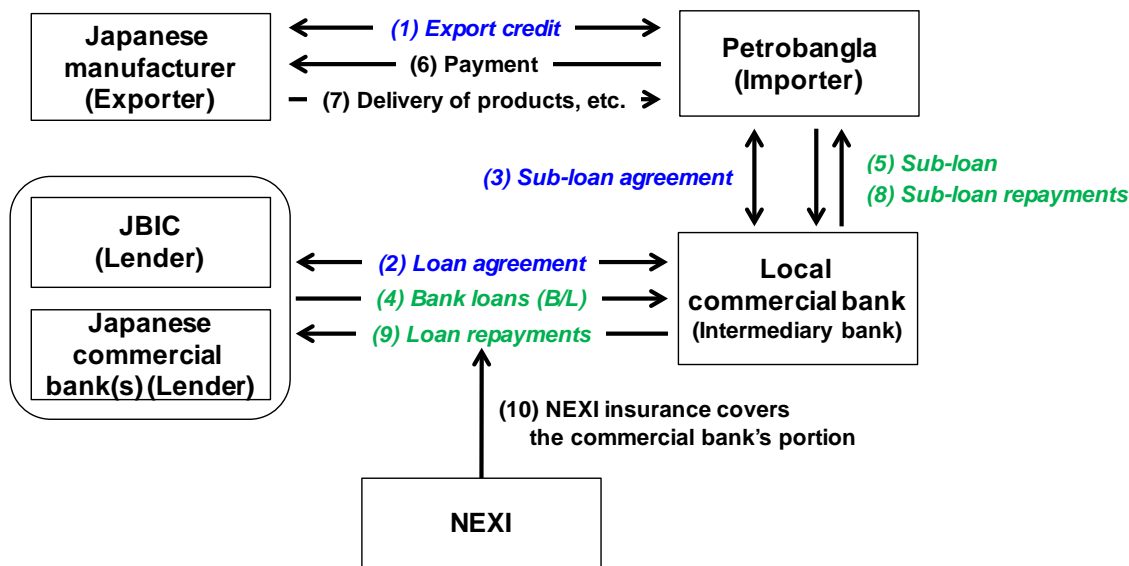 Japanese
manufacturer
(Exporter)
(1) Export credit
(6) Payment
(7) Delivery of products, etc.
Petrobangla
(Importer)
(3) Sub-loan agreement
(5) Sub-loan
(8) Sub-loan repayments
JBIC
(Lender)
Japanese
commercial
bank(s) (Lender)
(2) Loan agreement
(4) Bank loans (B/L)
(9) Loan repayments
Local
commercial bank
(Intermediary bank)
(10) NEXI insurance covers
the commercial bank's portion
NEXI